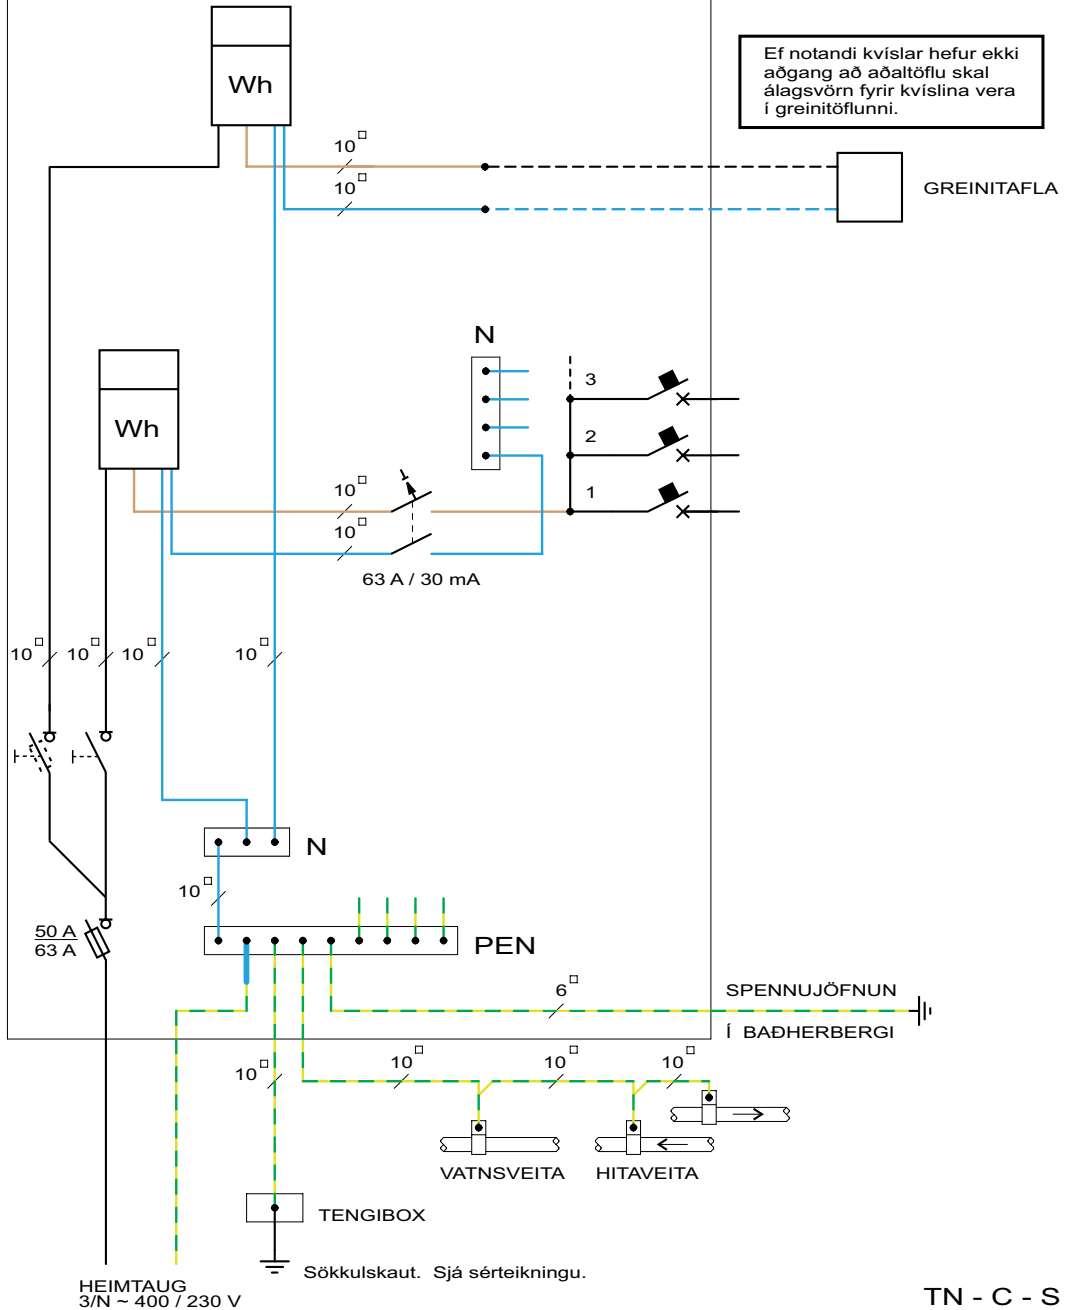 Wh
Ef notandi kvíslar hefur ekki
aðgang að aðaltöflu skal
álagsvörn fyrir kvíslina vera
í greinitöflunni.
10 □
10 □
GREINITAFLA
N
3
2
1
Wh
10 □
10 □
63 A / 30 mA
10 □ 10 □ 10 □ 10 □
N
10 □
50 A
63 A
PEN
6 □
SPENNUJÖFNUN
Í BAÐHERBERGI
10 □ 10 □ 10 □ 10 □
VATNSVEITA HITAVEITA
TENGIBOX
Sökkulskaut. Sjá sérteikningu.
HEIMTAUG
3/N ~ 400 / 230 V
TN - C - S